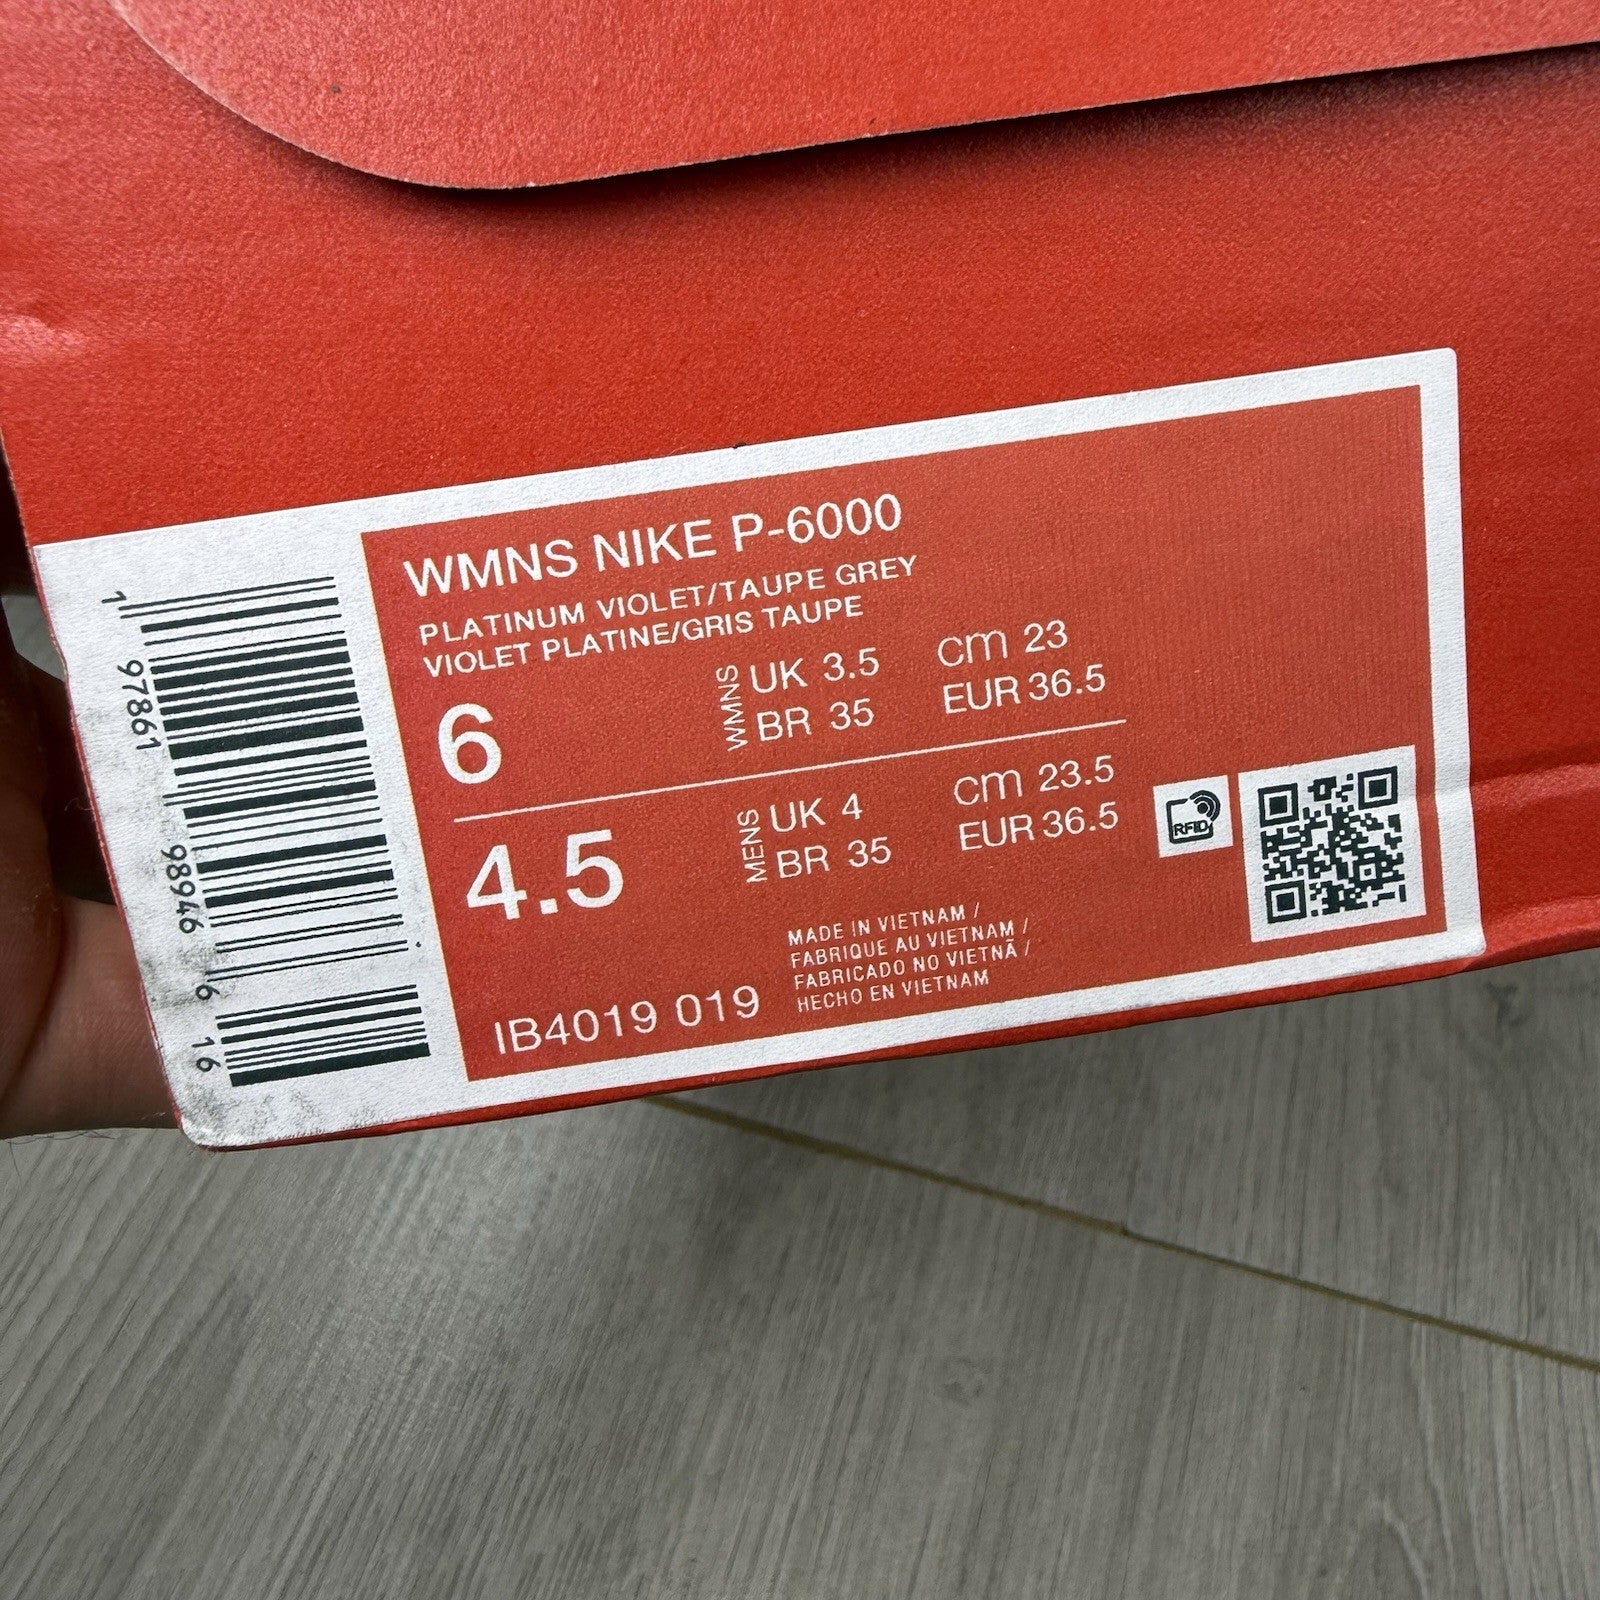 WMNS NIKE P-6000
PLATINUM VIOLET/TAUPE GREY
VIOLET PLATINE/GRIS TAUPE
6
WMNS
UK 3.5
cm 23
BR 35
EUR 36.5
4.5
MENS
UK 4
cm 23.5
BR 35
EUR 36.5
RFID
MADE IN VIETNAM /
FABRIQUE AU VIETNAM /
FABRICADO NO VIETNÃ /
HECHO EN VIETNAM
IB4019 019
1 97861 98946 6 16